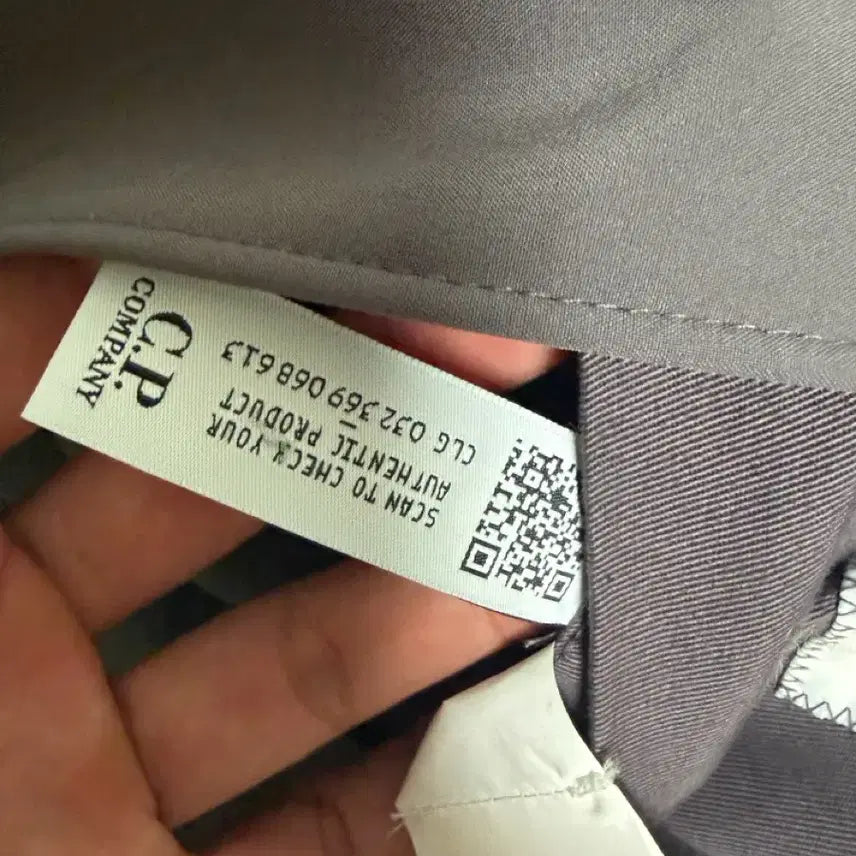 C.P.
COMPANY
SCAN TO CHECK YOUR
AUTHENTIC PRODUCT
CLG 032 369 068 613